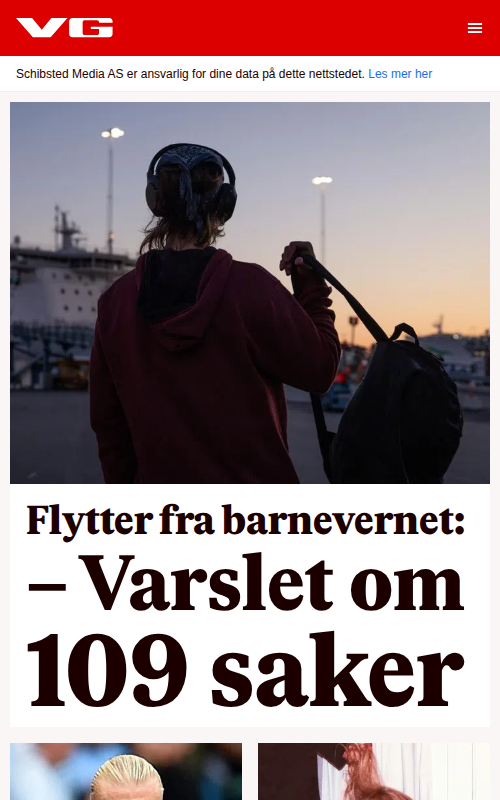 VG
Schibsted Media AS er ansvarlig for dine data på dette nettstedet. Les mer her
Flytter fra barnevernet:
– Varslet om
109 saker